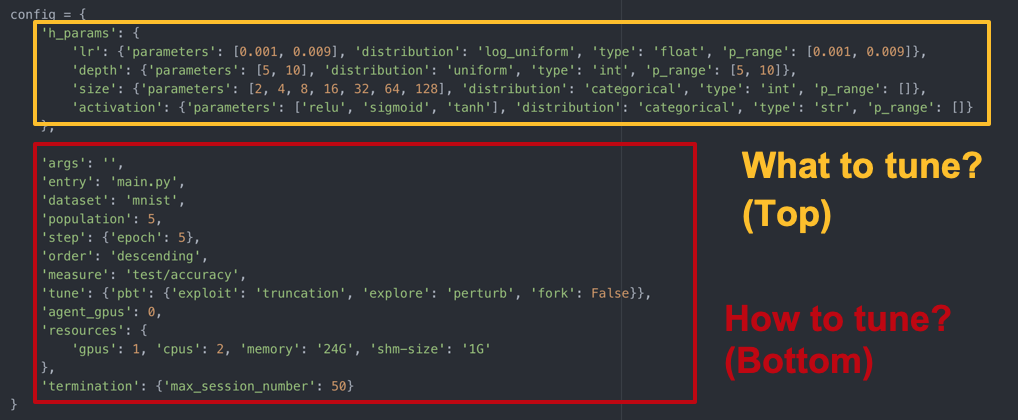 config = {
'h_params': {
'lr': {'parameters': [0.001, 0.009], 'distribution': 'log_uniform', 'type': 'float', 'p_range': [0.001, 0.009]},
'depth': {'parameters': [5, 10], 'distribution': 'uniform', 'type': 'int', 'p_range': [5, 10]},
'size': {'parameters': [2, 4, 8, 16, 32, 64, 128], 'distribution': 'categorical', 'type': 'int', 'p_range': []},
'activation': {'parameters': ['relu', 'sigmoid', 'tanh'], 'distribution': 'categorical', 'type': 'str', 'p_range': []}
},
'args': '',
'entry': 'main.py',
'dataset': 'mnist',
'population': 5,
'step': {'epoch': 5},
'order': 'descending',
'measure': 'test/accuracy',
'tune': {'pbt': {'exploit': 'truncation', 'explore': 'perturb', 'fork': False}},
'agent_gpus': 0,
'resources': {
'gpus': 1, 'cpus': 2, 'memory': '24G', 'shm-size': '1G'
},
'termination': {'max_session_number': 50}
}
What to tune?
(Top)
How to tune?
(Bottom)